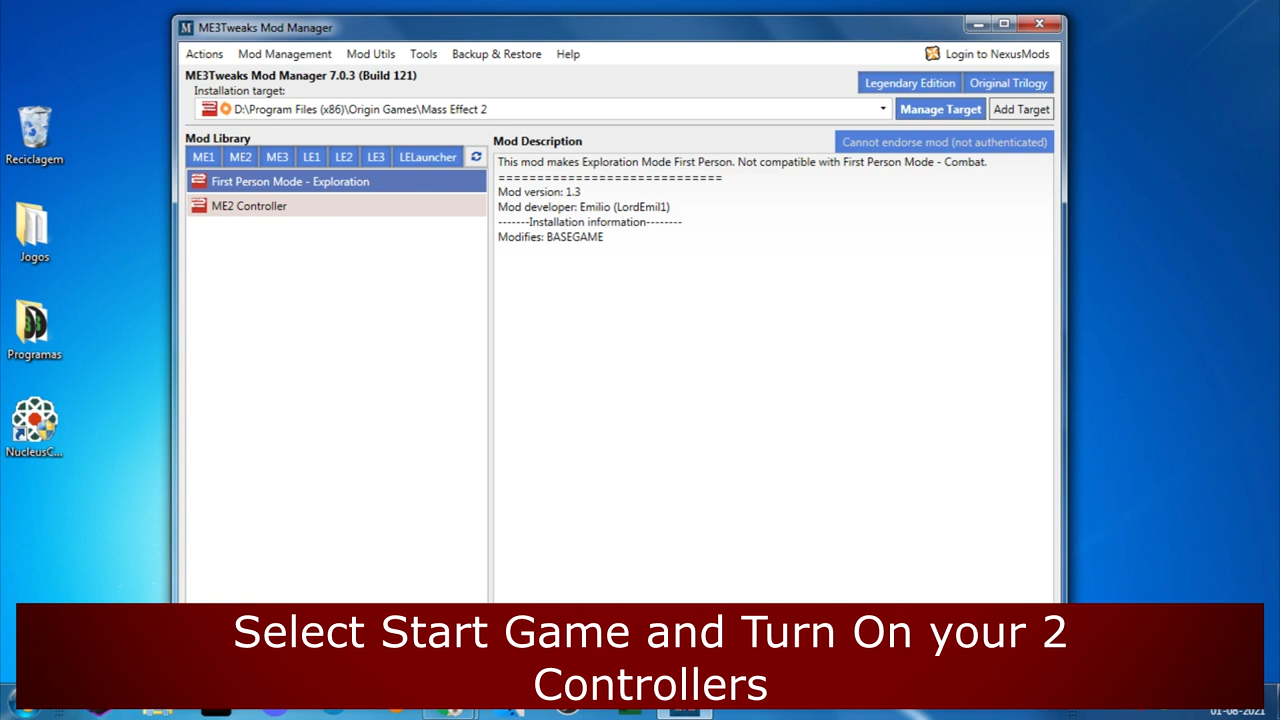 ME3Tweaks Mod Manager
Actions Mod Management Mod Utils Tools Backup & Restore Help Login to NexusMods
ME3Tweaks Mod Manager 7.0.3 (Build 121)
Legendary Edition Original Trilogy
Installation target:
D:\Program Files (x86)\Origin Games\Mass Effect 2 Manage Target Add Target
Mod Library
ME1 ME2 ME3 LE1 LE2 LE3 LELauncher
First Person Mode - Exploration
ME2 Controller
Mod Description
Cannot endorse mod (not authenticated)
This mod makes Exploration Mode First Person. Not compatible with First Person Mode - Combat.
=============================
Mod version: 1.3
Mod developer: Emilio (LordEmil1)
-------Installation information--------
Modifies: BASEGAME
Reciclagem
Jogos
Programas
NucleusC...
Select Start Game and Turn On your 2
Controllers
01-08-2021